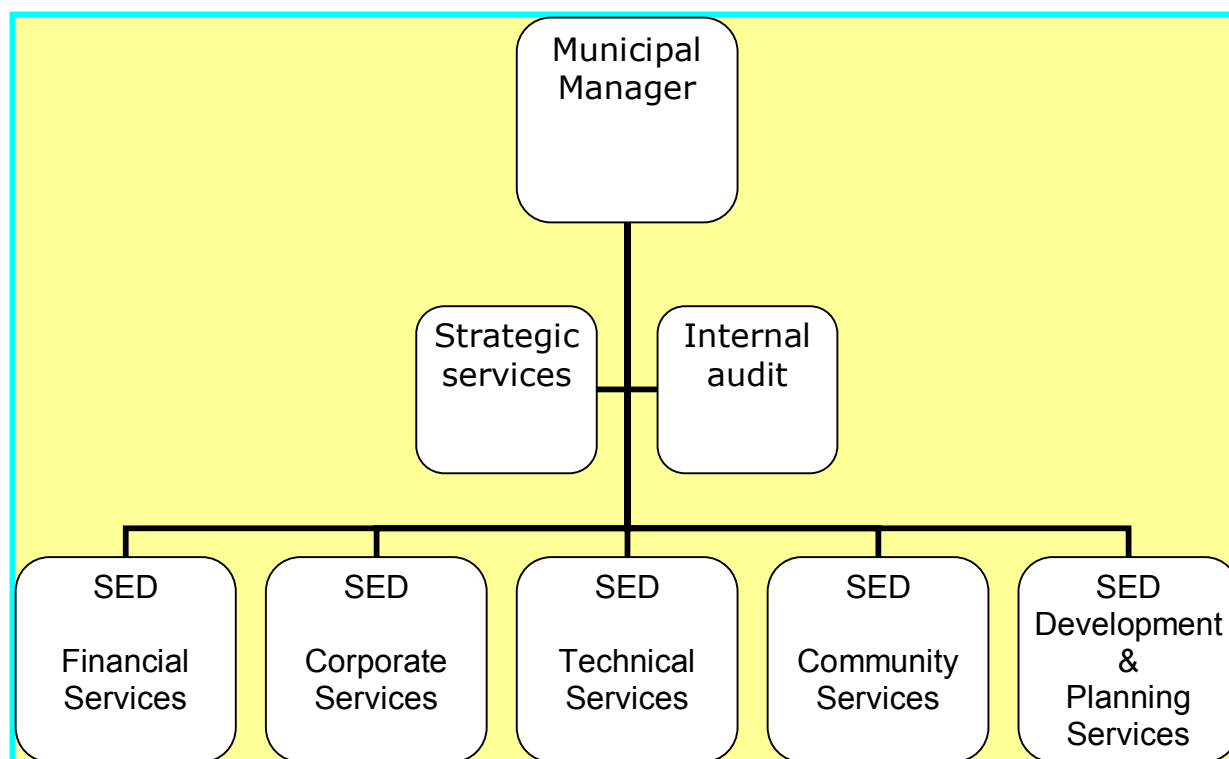 Municipal
Manager
Strategic
services
Internal
audit
SED
Financial
Services
SED
Corporate
Services
SED
Technical
Services
SED
Community
Services
SED
Development
&
Planning
Services